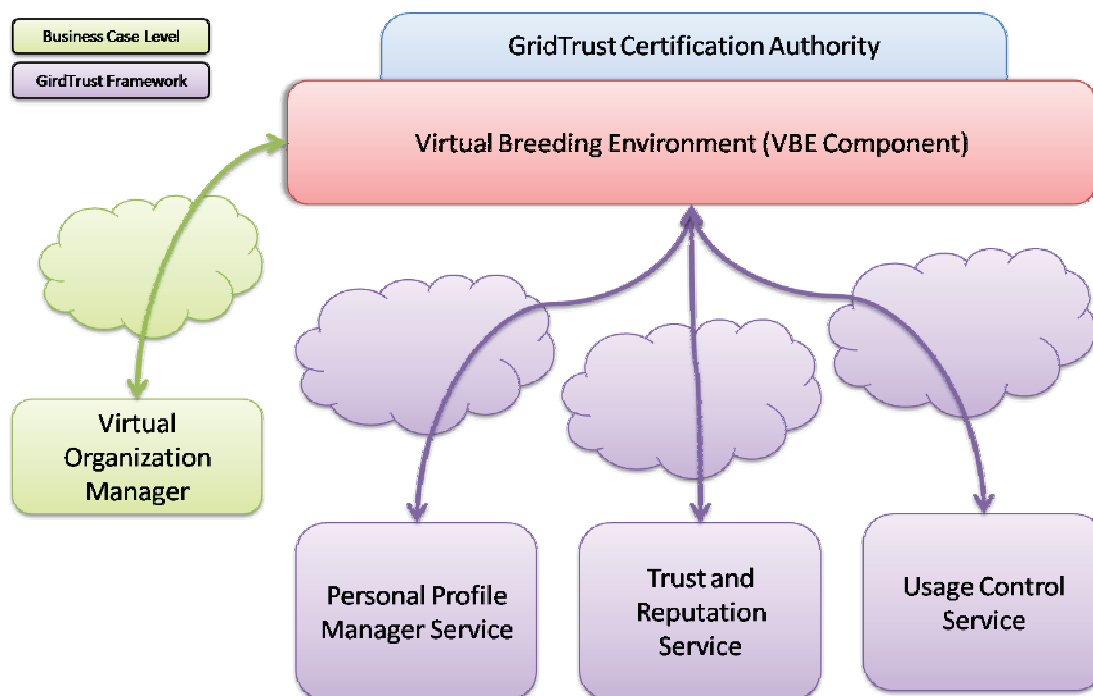 Business Case Level
GirdTrust Framework
GridTrust Certification Authority
Virtual Breeding Environment (VBE Component)
Virtual
Organization
Manager
Personal Profile
Manager Service
Trust and
Reputation
Service
Usage Control
Service